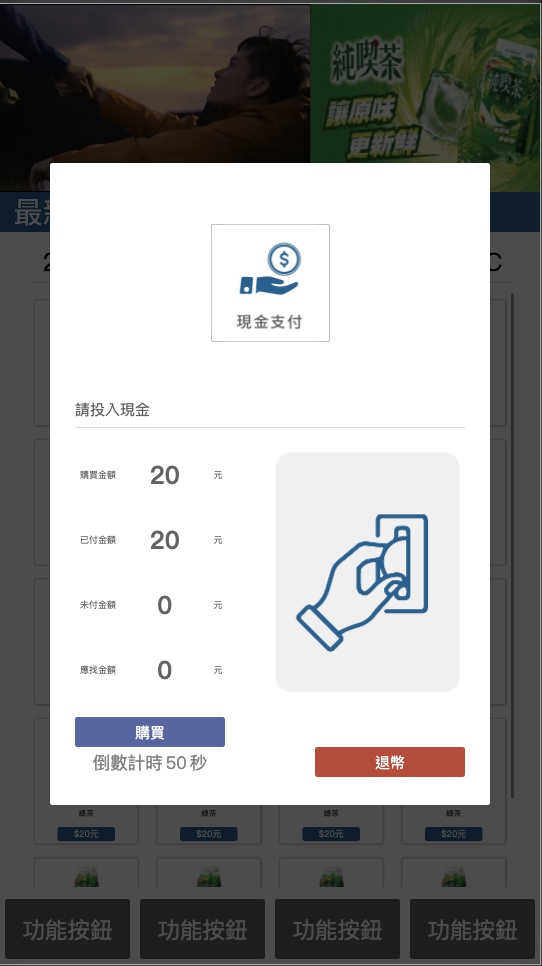 純喫茶
純喫茶
讓原味
更新鮮
最新
2
C
現金支付
請投入現金
購買金額 20 元
已付金額 20 元
未付金額 0 元
應找金額 0 元
購買
倒數計時 50 秒
退幣
綠茶 綠茶 綠茶 綠茶
$20元 $20元 $20元 $20元
功能按鈕 功能按鈕 功能按鈕 功能按鈕